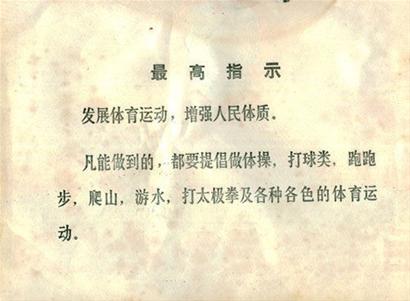 最高指示
发展体育运动，增强人民体质。
凡能做到的，都要提倡做体操，打球类，跑跑
步，爬山，游水，打太极拳及各种各色的体育运
动。